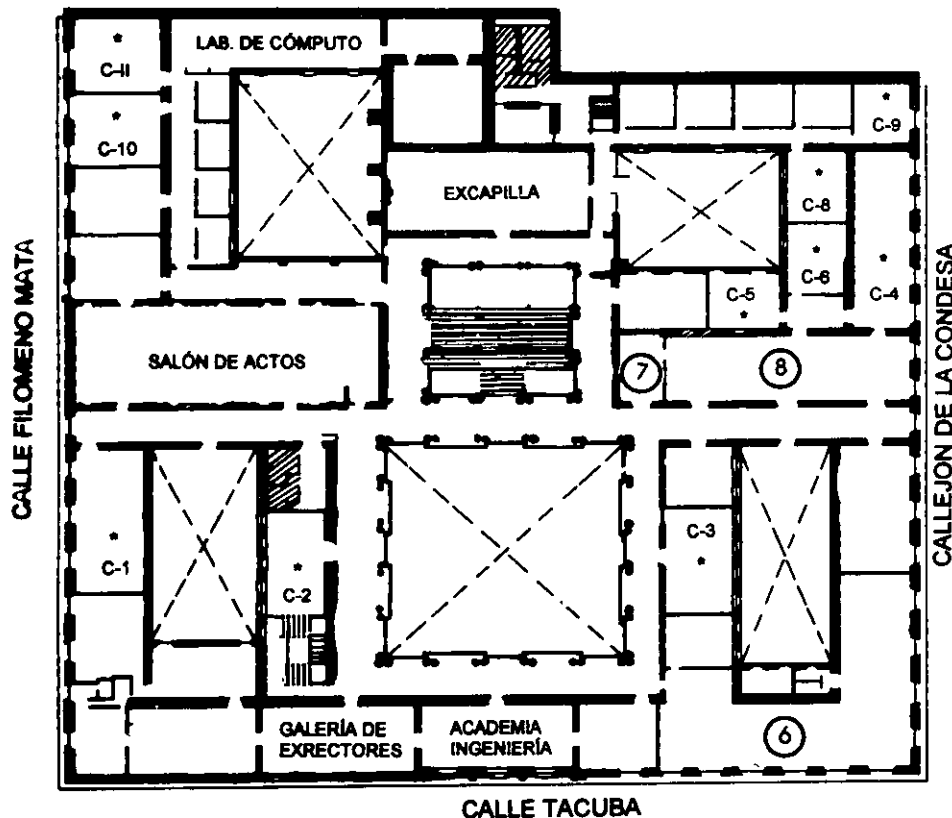 LAB. DE CÓMPUTO
C-II
C-9
C-10
EXCAPILLA
C-8
C-6
C-5
C-4
CALLE FILOMENO MATA
CALLEJON DE LA CONDESA
SALÓN DE ACTOS
7
8
C-3
C-1
C-2
GALERÍA DE
EXRECTORES
ACADEMIA
INGENIERÍA
6
CALLE TACUBA